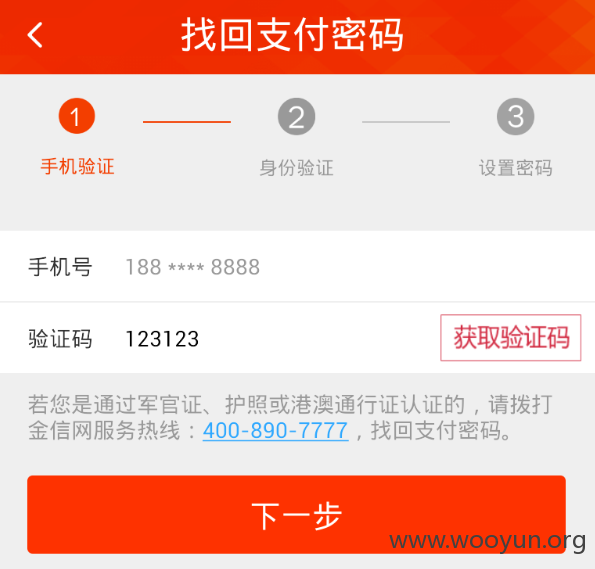 找回支付密码
1 2 3
手机验证 身份验证 设置密码
手机号 188 **** 8888
验证码 123123 获取验证码
若您是通过军官证、护照或港澳通行证认证的，请拨打
金信网服务热线：400-890-7777，找回支付密码。
下一步
www.wooyun.org